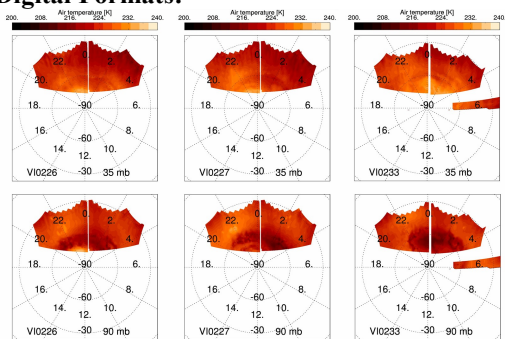 Digital Formats.
Air temperature [K] Air temperature [K] Air temperature [K]
200. 208. 216. 224. 232. 240. 200. 208. 216. 224. 232. 240. 200. 208. 216. 224. 232. 240.
0. 0. 0.
22. 2. 22. 2. 22. 2.
20. 4. 20. 4. 20. 4.
18. -90 6. 18. -90 6. 18. -90 6.
16. 8. 16. 8. 16. 8.
-60 -60 -60
14. 10. 14. 10. 14. 10.
12. 12. 12.
VI0226 -30 35 mb VI0227 -30 35 mb VI0233 -30 35 mb
0. 0. 0.
22. 2. 22. 2. 22. 2.
20. 4. 20. 4. 20. 4.
18. -90 6. 18. -90 6. 18. -90 6.
16. 8. 16. 8. 16. 8.
-60 -60 -60
14. 10. 14. 10. 14. 10.
12. 12. 12.
VI0226 -30 90 mb VI0227 -30 90 mb VI0233 -30 90 mb